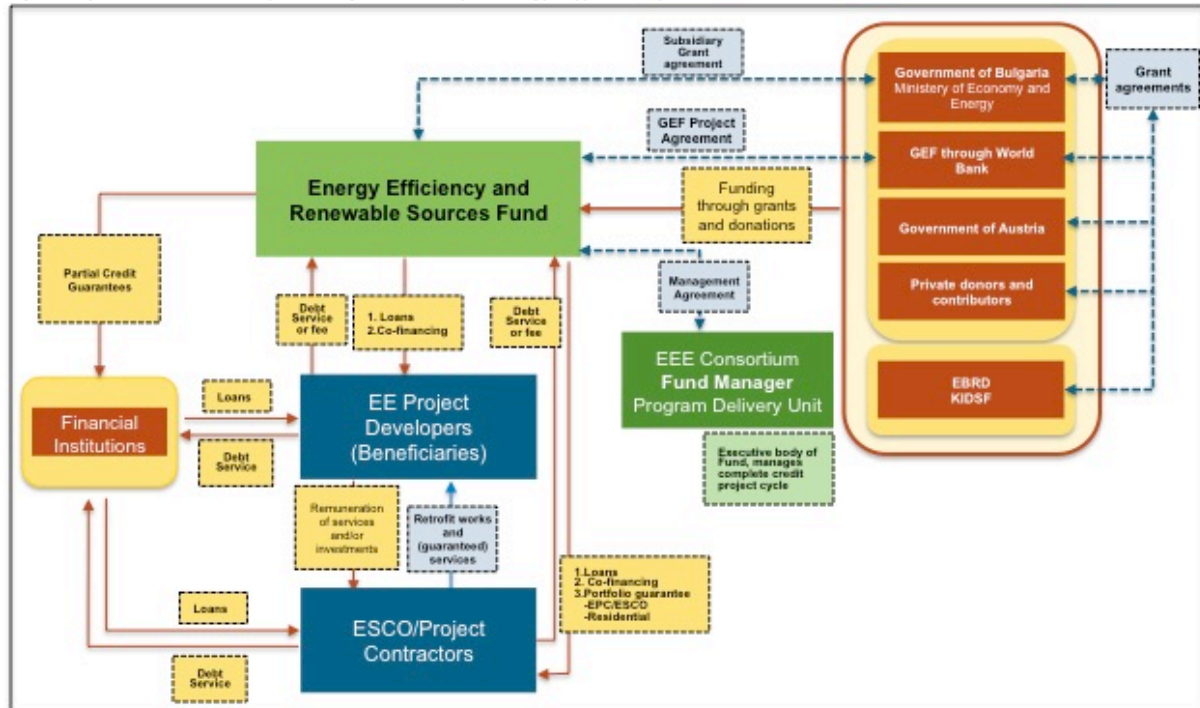 Subsidiary
Grant
agreement
Government of Bulgaria
Ministry of Economy and
Energy
Grant
agreements
GEF Project
Agreement
GEF through World
Bank
Energy Efficiency and
Renewable Sources Fund
Funding
through grants
and donations
Government of Austria
Partial Credit
Guarantees
Management
Agreement
Private donors and
contributors
Debt
Service
or fee
1. Loans
2.Co-financing
Debt
Service
or fee
EEE Consortium
Fund Manager
Program Delivery Unit
EBRD
KIDSF
Financial
Institutions
Loans
EE Project
Developers
(Beneficiaries)
Debt
Service
Executive body of
Fund, manages
complete credit
project cycle
Remuneration
of services
and/or
investments
Retrofit works
and
(guaranteed)
services
1.Loans
2. Co-financing
3.Portfolio guarantee
-EPC/ESCO
-Residential
Loans
ESCO/Project
Contractors
Debt
Service